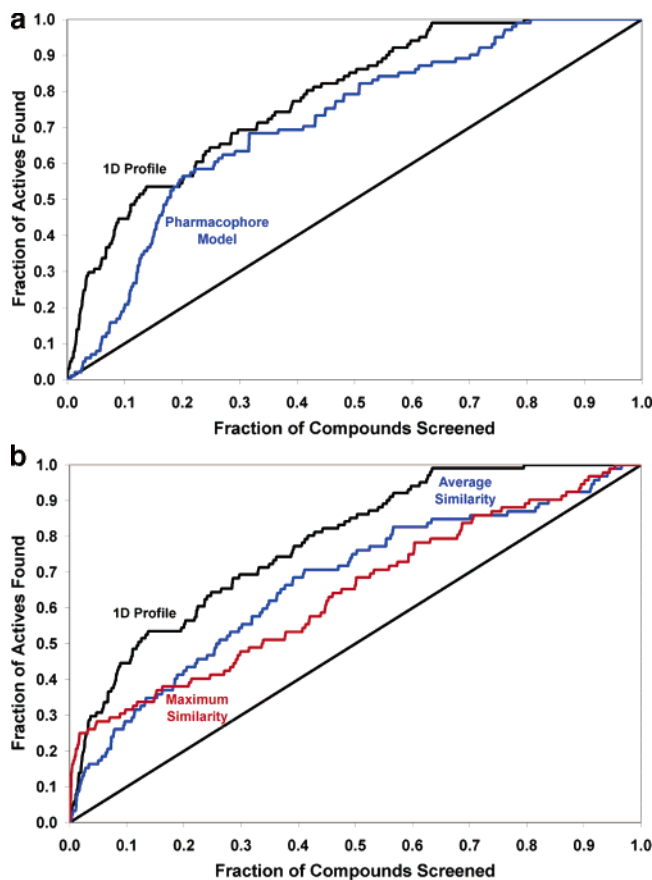 a
1.0
0.9
0.8
0.7
0.6
0.5
0.4
0.3
0.2
0.1
0.0
Fraction of Actives Found
1D Profile
Pharmacophore
Model
0.0 0.1 0.2 0.3 0.4 0.5 0.6 0.7 0.8 0.9 1.0
Fraction of Compounds Screened
b
1.0
0.9
0.8
0.7
0.6
0.5
0.4
0.3
0.2
0.1
0.0
Fraction of Actives Found
Average
Similarity
1D Profile
Maximum
Similarity
0.0 0.1 0.2 0.3 0.4 0.5 0.6 0.7 0.8 0.9 1.0
Fraction of Compounds Screened